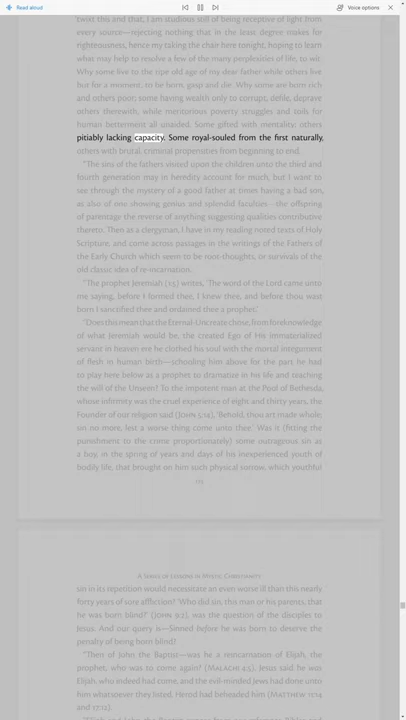 Read aloud
Voice options
twist this and that, I am studious still of being receptive of light from
every source—rejecting nothing that in the least degree makes for
righteousness, hence my taking the chair here tonight, hoping to learn
what may help to resolve a few of the many perplexities of life, to wit:
Why some live to the ripe old age of my dear father while others live
but for a moment, to be born, gasp and die. Why some are born rich
and others poor; some having wealth only to corrupt, defile, deprave
others therewith, while meritorious poverty struggles and toils for
human betterment all unaided. Some gifted with mentality; others
pitiably lacking capacity. Some royal-souled from the first naturally,
others with brutal, criminal propensities from beginning to end.
"The sins of the fathers visited upon the children unto the third and
fourth generation may in heredity account for much, but I want to
see through the mystery of a good father at times having a bad son,
as also of one showing genius and splendid faculties—the offspring
of parentage the reverse of anything suggesting qualities contributive
thereto. Then as a clergyman, I have in my reading noted texts of Holy
Scripture, and come across passages in the writings of the Fathers of
the Early Church which seem to be root-thoughts, or survivals of the
old classic idea of re-incarnation.
"The prophet Jeremiah (1:5) writes, 'The word of the Lord came unto
me saying, before I formed thee, I knew thee, and before thou wast
born I sanctified thee and ordained thee a prophet.'
"Does this mean that the Eternal-Uncreate chose, from foreknowledge
of what Jeremiah would be, the created Ego of His immaterialized
servant in heaven ere he clothed his soul with the mortal integument
of flesh in human birth—schooling him above for the part he had
to play here below as a prophet to dramatise in his life and teaching
the will of the Unseen? To the impotent man at the Pool of Bethesda,
whose infirmity was the cruel experience of eight and thirty years, the
Founder of our religion said (JOHN 5:14), 'Behold, thou art made whole;
sin no more, lest a worse thing come unto thee.' Was it (fitting the
punishment to the crime proportionately) some outrageous sin as
a boy, in the spring of years and days of his inexperienced youth of
bodily life, that brought on him such physical sorrow, which youthful
A SERIES OF LESSONS IN MYSTIC CHRISTIANITY
sin in its repetition would necessitate an even worse ill than this nearly
forty years of sore affliction? 'Who did sin, this man or his parents, that
he was born blind?' (JOHN 9:2), was the question of the disciples to
Jesus. And our query is—Sinned before he was born to deserve the
penalty of being born blind?
"Then of John the Baptist—was he a reincarnation of Elijah, the
prophet, who was to come again? (MALACHI 4:5). Jesus said he was
Elijah, who indeed had come, and the evil-minded Jews had done unto
him whatsoever they listed. Herod had beheaded him (MATTHEW 11:14
and 17:12).